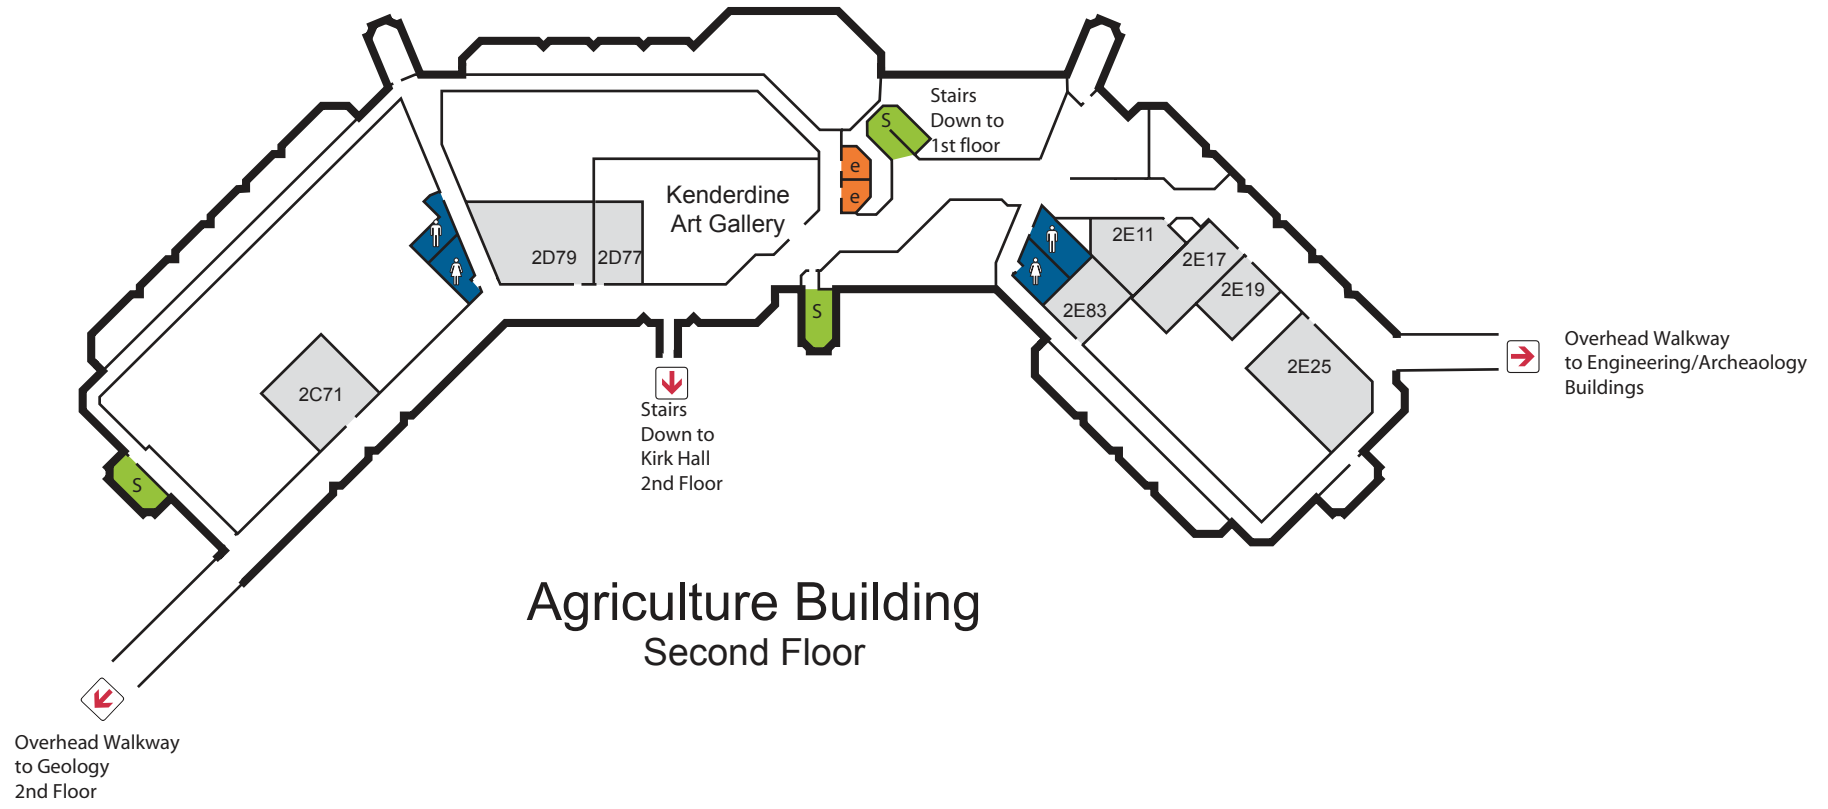 Stairs
Down to
1st floor
S
e
e
Kenderdine
Art Gallery
2D79
2D77
2E11
2E17
2E19
2E83
2E25
2C71
S
S
Overhead Walkway
to Engineering/Archeaology
Buildings
Stairs
Down to
Kirk Hall
2nd Floor
Agriculture Building
Second Floor
Overhead Walkway
to Geology
2nd Floor